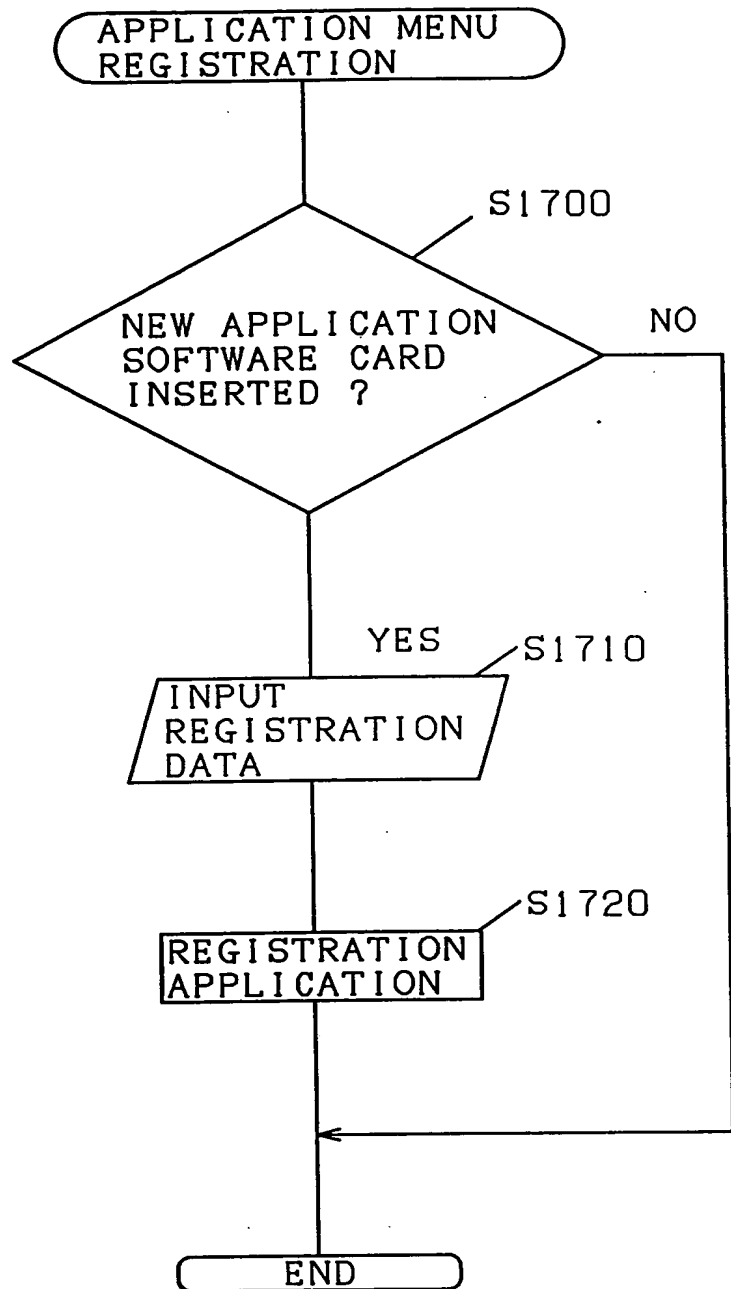 APPLICATION MENU
REGISTRATION
S1700
NEW APPLICATION
SOFTWARE CARD
INSERTED ?
NO
YES
S1710
INPUT
REGISTRATION
DATA
S1720
REGISTRATION
APPLICATION
END